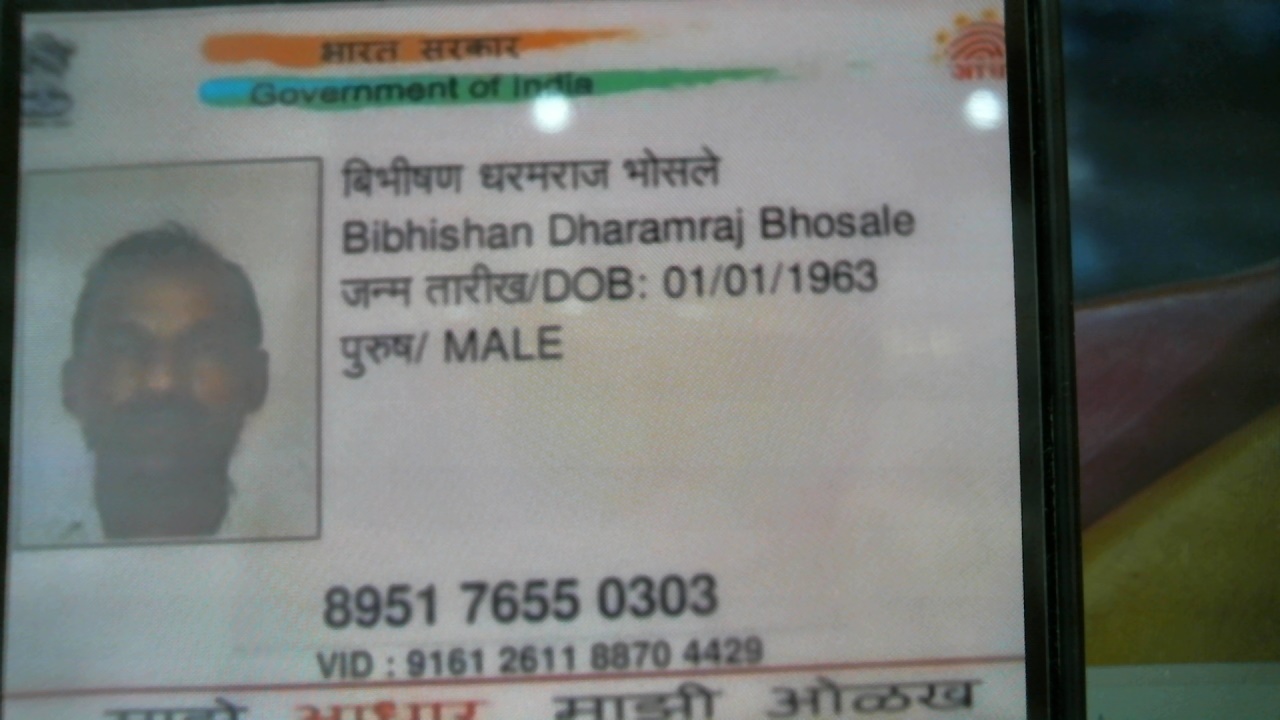 भारत सरकार
Government of India
बिभीषण धरमराज भोसले
Bibhishan Dharamraj Bhosale
जन्म तारीख/DOB: 01/01/1963
पुरुष/ MALE
8951 7655 0303
VID : 9161 2611 8870 4429
माझे आधार माझी ओळख